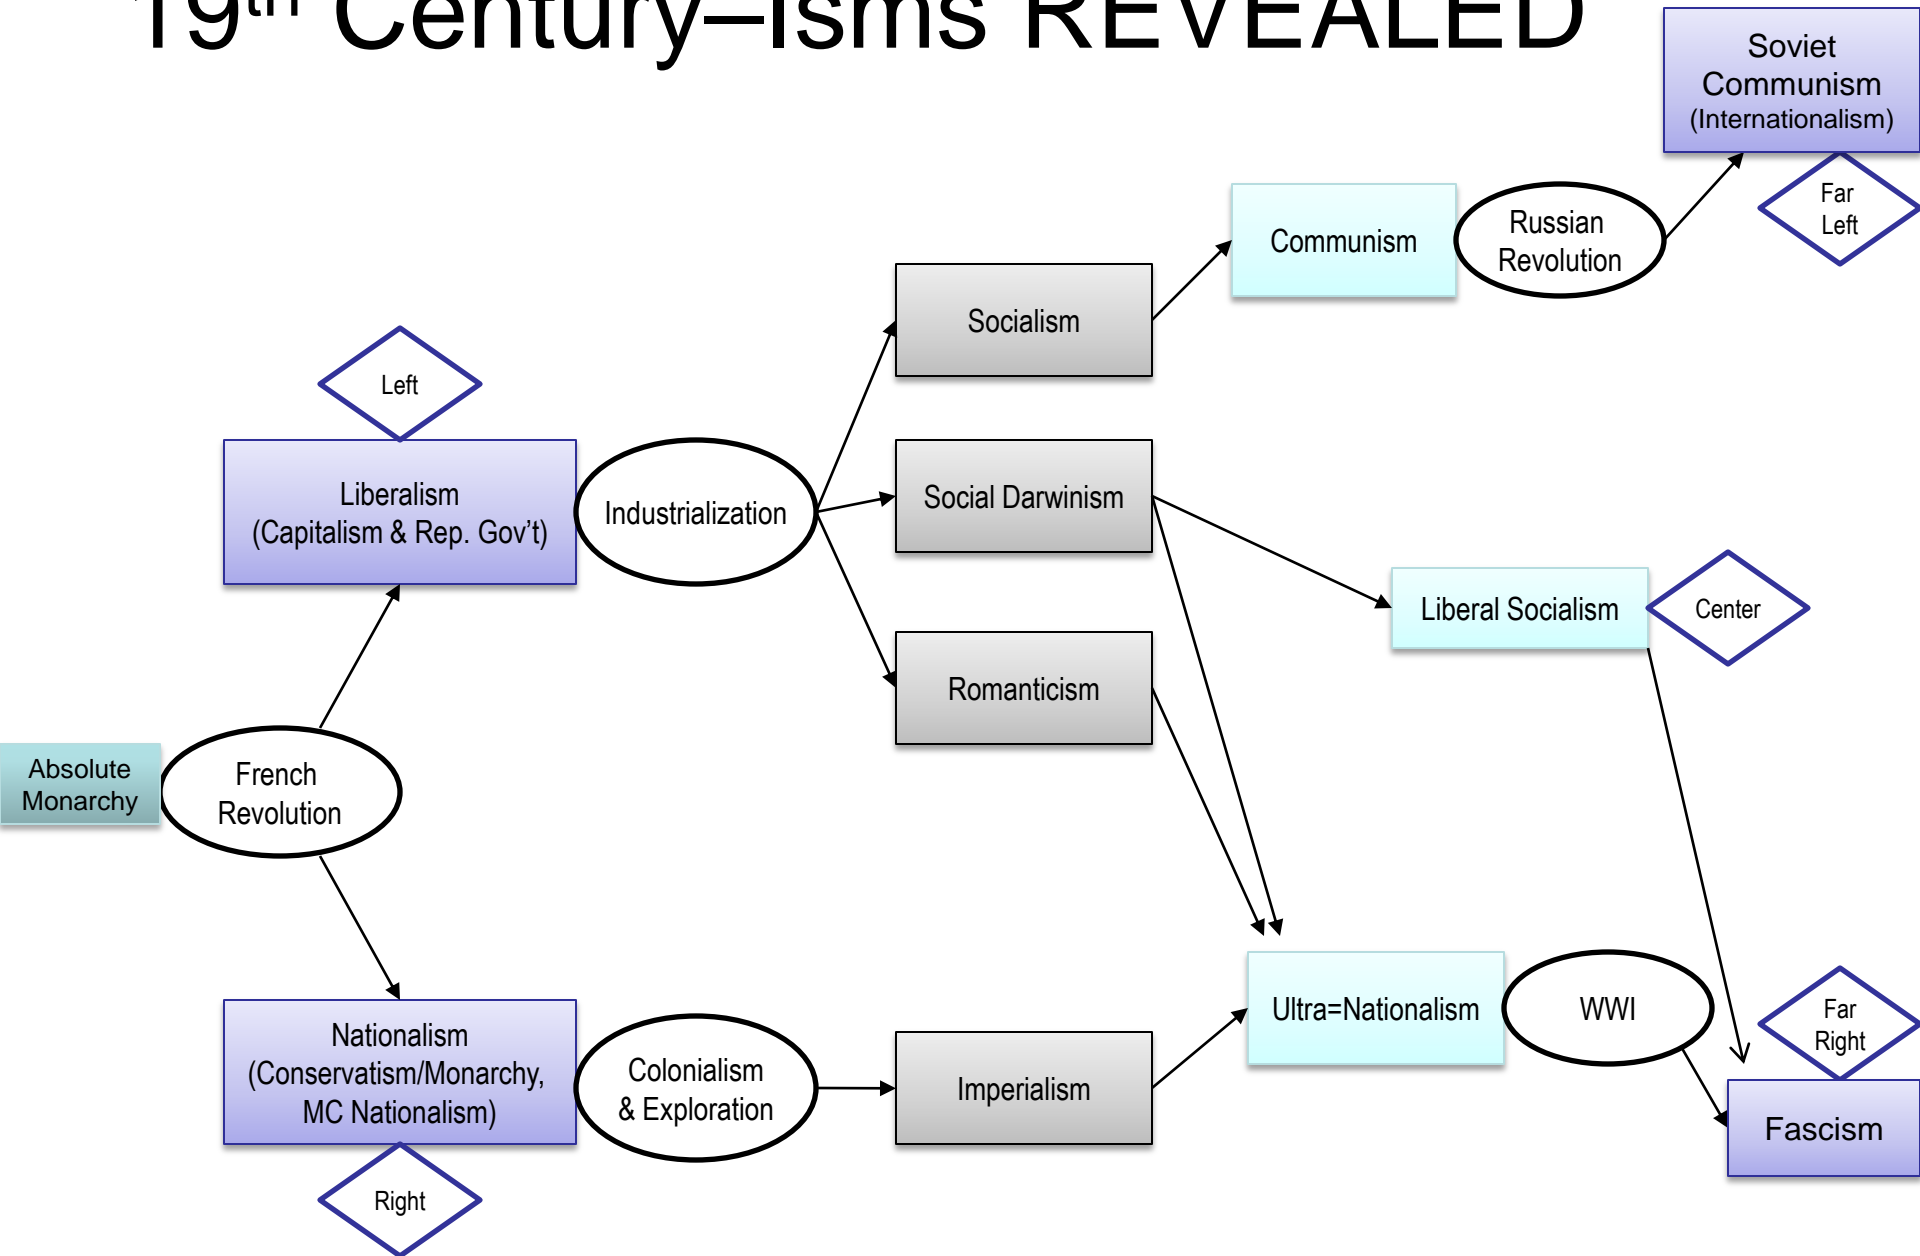 19th Century–Isms REVEALED
Soviet
Communism
(Internationalism)
Far
Left
Communism
Russian
Revolution
Socialism
Left
Liberalism
(Capitalism & Rep. Gov’t)
Industrialization
Social Darwinism
Liberal Socialism
Center
Romanticism
Absolute
Monarchy
French
Revolution
Nationalism
(Conservatism/Monarchy,
MC Nationalism)
Right
Colonialism
& Exploration
Imperialism
Ultra=Nationalism
WWI
Far
Right
Fascism